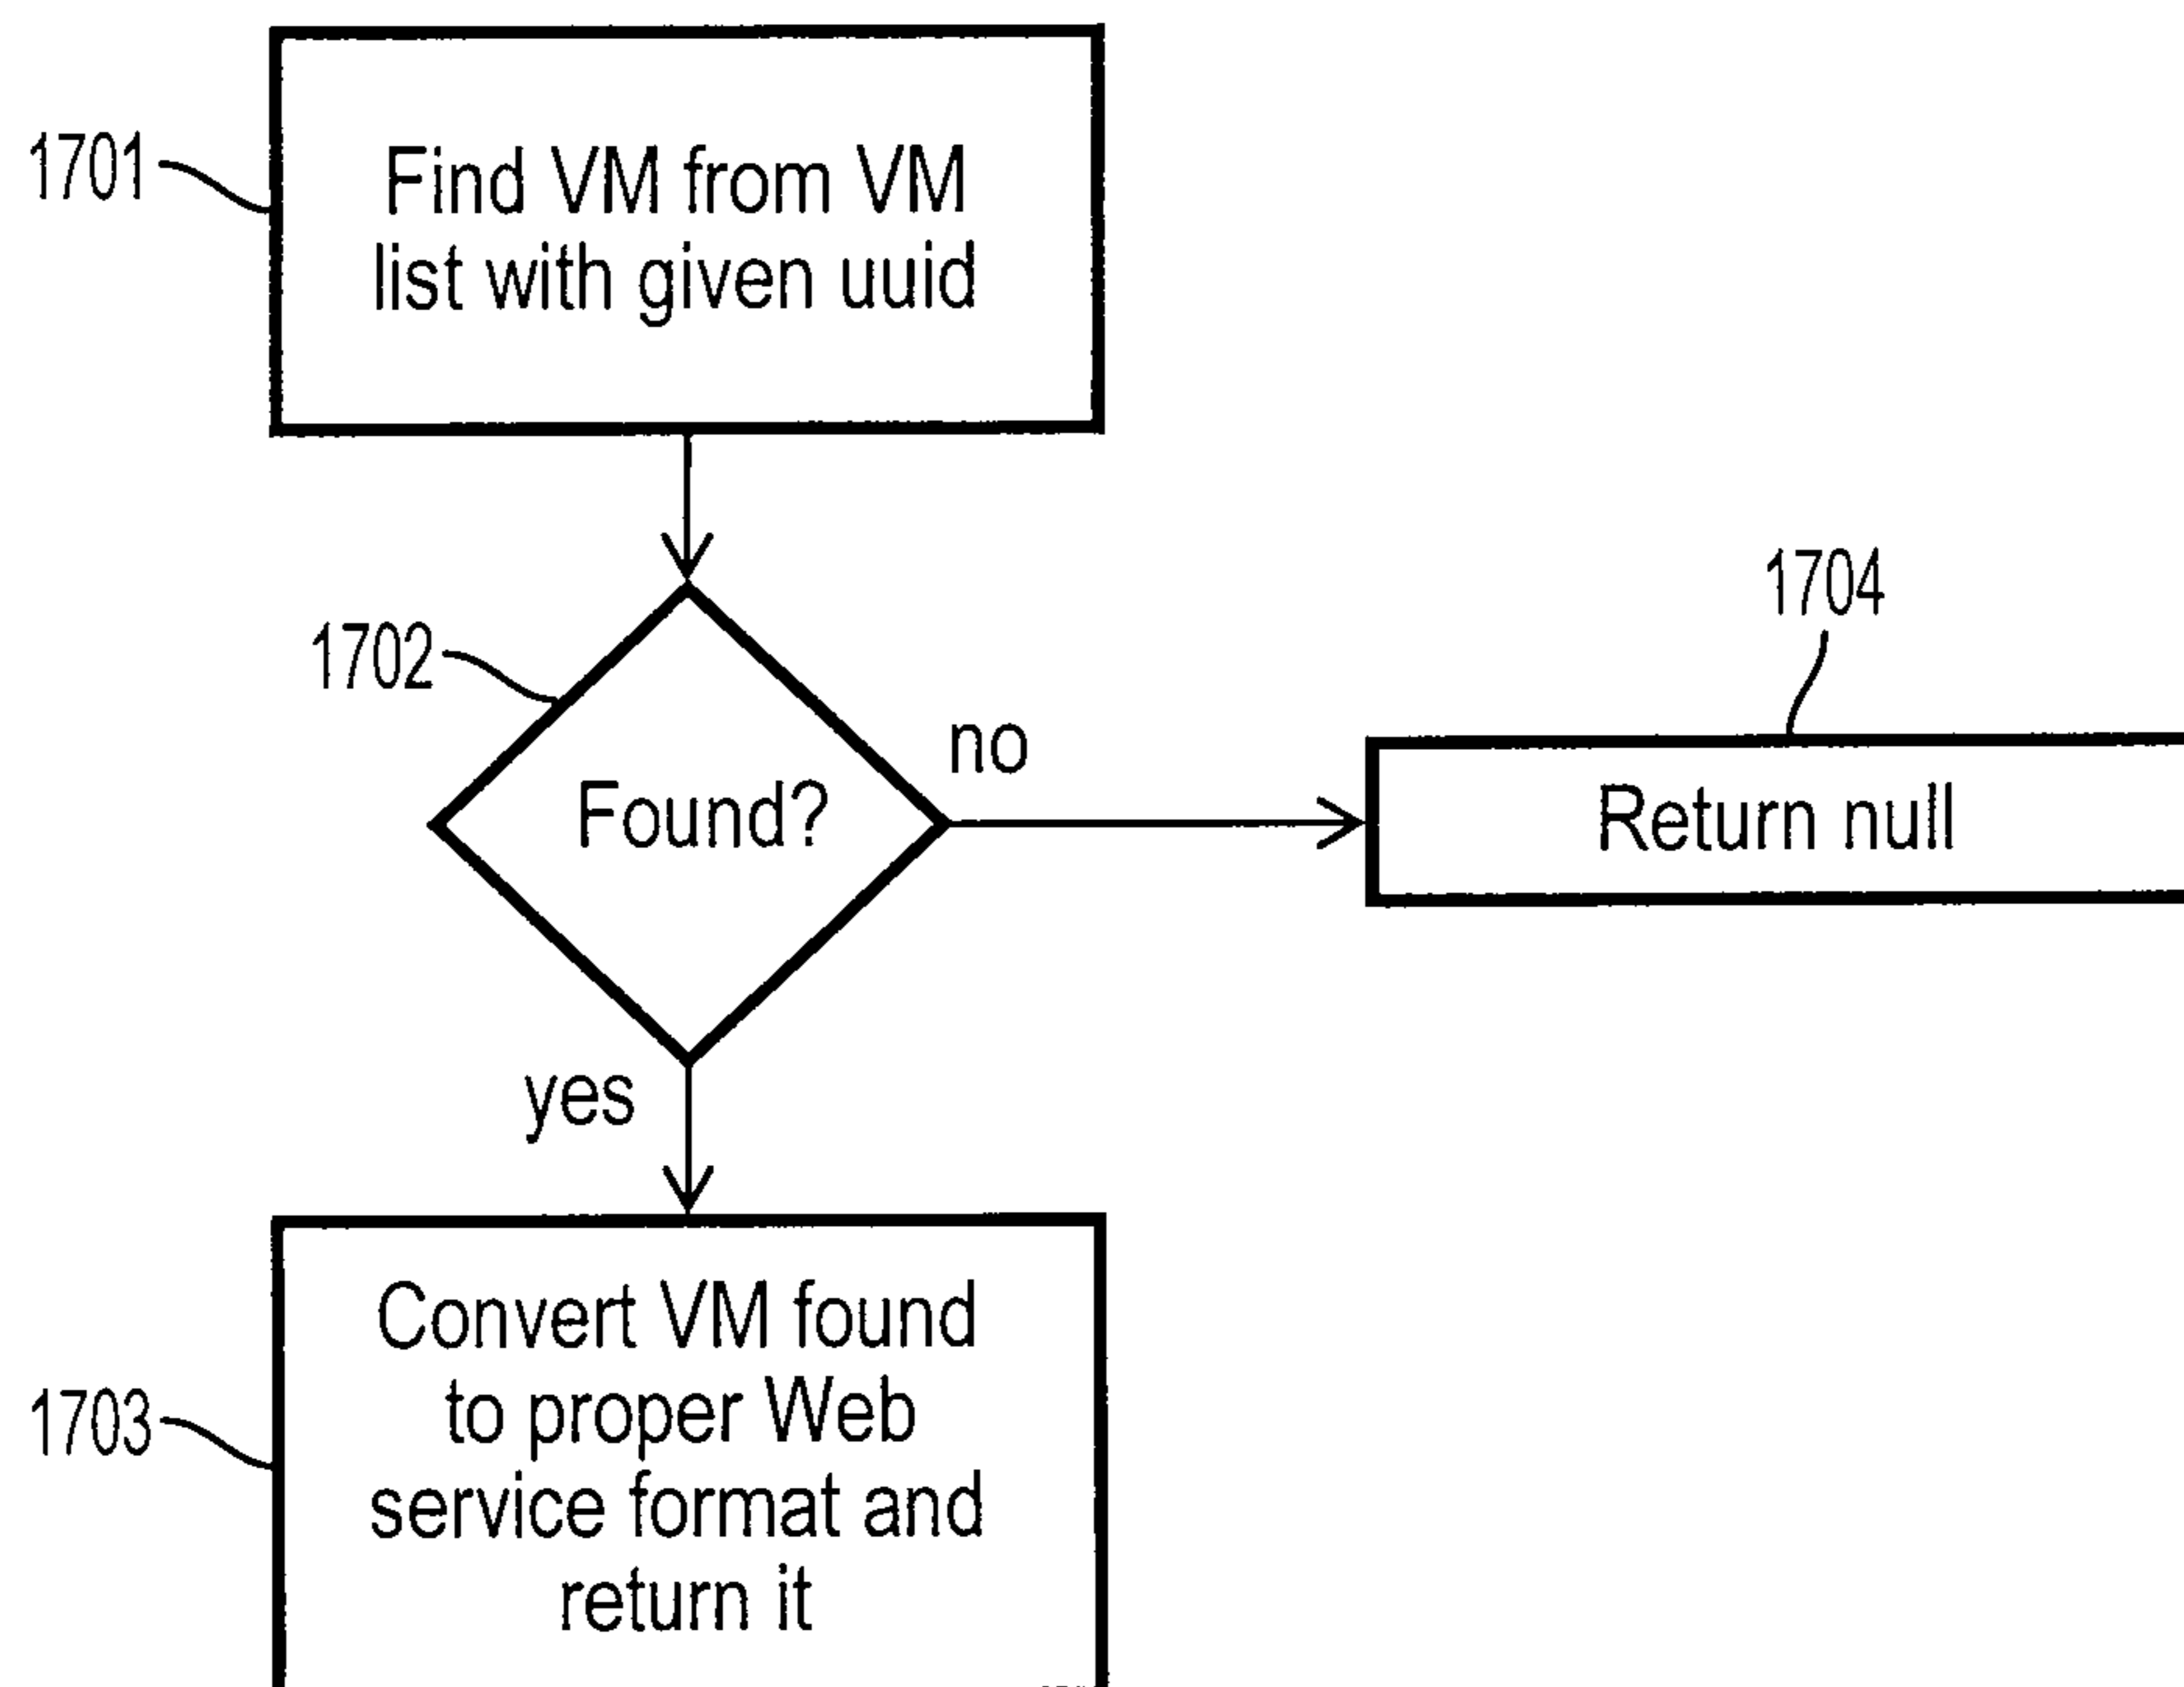 1701
Find VM from VM
list with given uuid
1702
Found?
no
1704
Return null
yes
1703
Convert VM found
to proper Web
service format and
return it